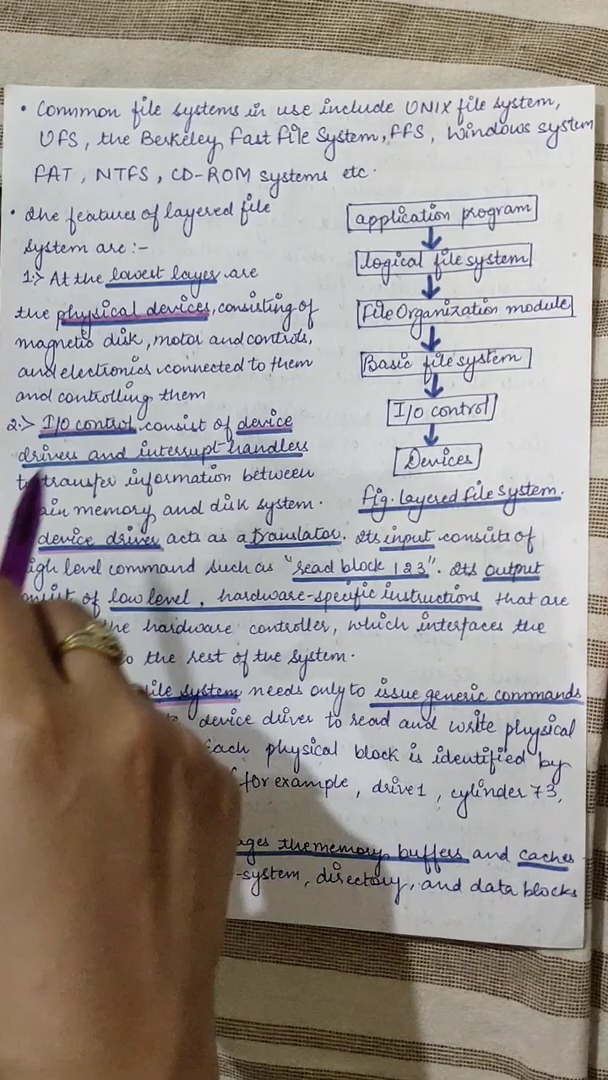 • Common file systems in use include UNIX file system,
UFS, the Berkeley Fast File System, FFS, Windows system
FAT, NTFS, CD-ROM systems etc.
• The features of layered file
system are :-
1:> At the lowest layer are
the physical devices, consisting of
magnetic disk, motor and controls,
and electronics connected to them
and controlling them
2:> I/O control consist of device
drivers and interrupt handlers
to transfer information between
memory and disk system.
application program
Logical file system
File Organization module
Basic file system
I/O control
Devices
fig. layered file system.
device driver acts as a translator. Its input consists of
high level command such as "read block 123". Its output
consist of low level, hardware-specific instructions that are
the hardware controller, which interfaces the
to the rest of the system.
file system needs only to issue generic commands
device driver to read and write physical
Each physical block is identified by
for example, drive 1, cylinder 73,
the memory buffers and caches
-system, directory, and data blocks